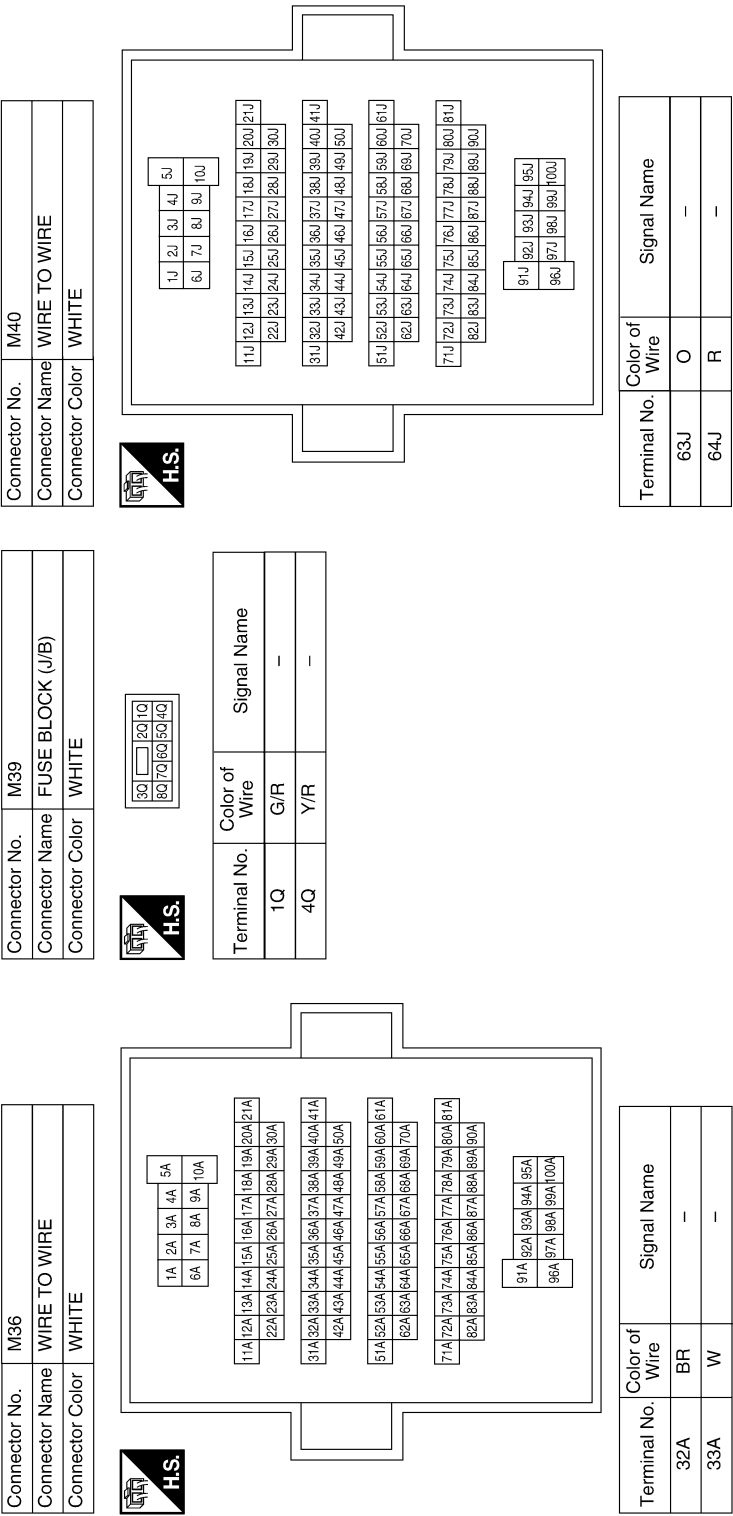 Connector No. M36
Connector Name WIRE TO WIRE
Connector Color WHITE
H.S.
1A 2A 3A 4A 5A
6A 7A 8A 9A 10A
11A 12A 13A 14A 15A 16A 17A 18A 19A 20A 21A
22A 23A 24A 25A 26A 27A 28A 29A 30A
31A 32A 33A 34A 35A 36A 37A 38A 39A 40A 41A
42A 43A 44A 45A 46A 47A 48A 49A 50A
51A 52A 53A 54A 55A 56A 57A 58A 59A 60A 61A
62A 63A 64A 65A 66A 67A 68A 69A 70A
71A 72A 73A 74A 75A 76A 77A 78A 79A 80A 81A
82A 83A 84A 85A 86A 87A 88A 89A 90A
91A 92A 93A 94A 95A
96A 97A 98A 99A 100A
Terminal No. Color of Wire Signal Name
32A BR –
33A W –
Connector No. M39
Connector Name FUSE BLOCK (J/B)
Connector Color WHITE
H.S.
3Q 2Q 1Q
8Q 7Q 6Q 5Q 4Q
Terminal No. Color of Wire Signal Name
1Q G/R –
4Q Y/R –
Connector No. M40
Connector Name WIRE TO WIRE
Connector Color WHITE
H.S.
1J 2J 3J 4J 5J
6J 7J 8J 9J 10J
11J 12J 13J 14J 15J 16J 17J 18J 19J 20J 21J
22J 23J 24J 25J 26J 27J 28J 29J 30J
31J 32J 33J 34J 35J 36J 37J 38J 39J 40J 41J
42J 43J 44J 45J 46J 47J 48J 49J 50J
51J 52J 53J 54J 55J 56J 57J 58J 59J 60J 61J
62J 63J 64J 65J 66J 67J 68J 69J 70J
71J 72J 73J 74J 75J 76J 77J 78J 79J 80J 81J
82J 83J 84J 85J 86J 87J 88J 89J 90J
91J 92J 93J 94J 95J
96J 97J 98J 99J 100J
Terminal No. Color of Wire Signal Name
63J O –
64J R –